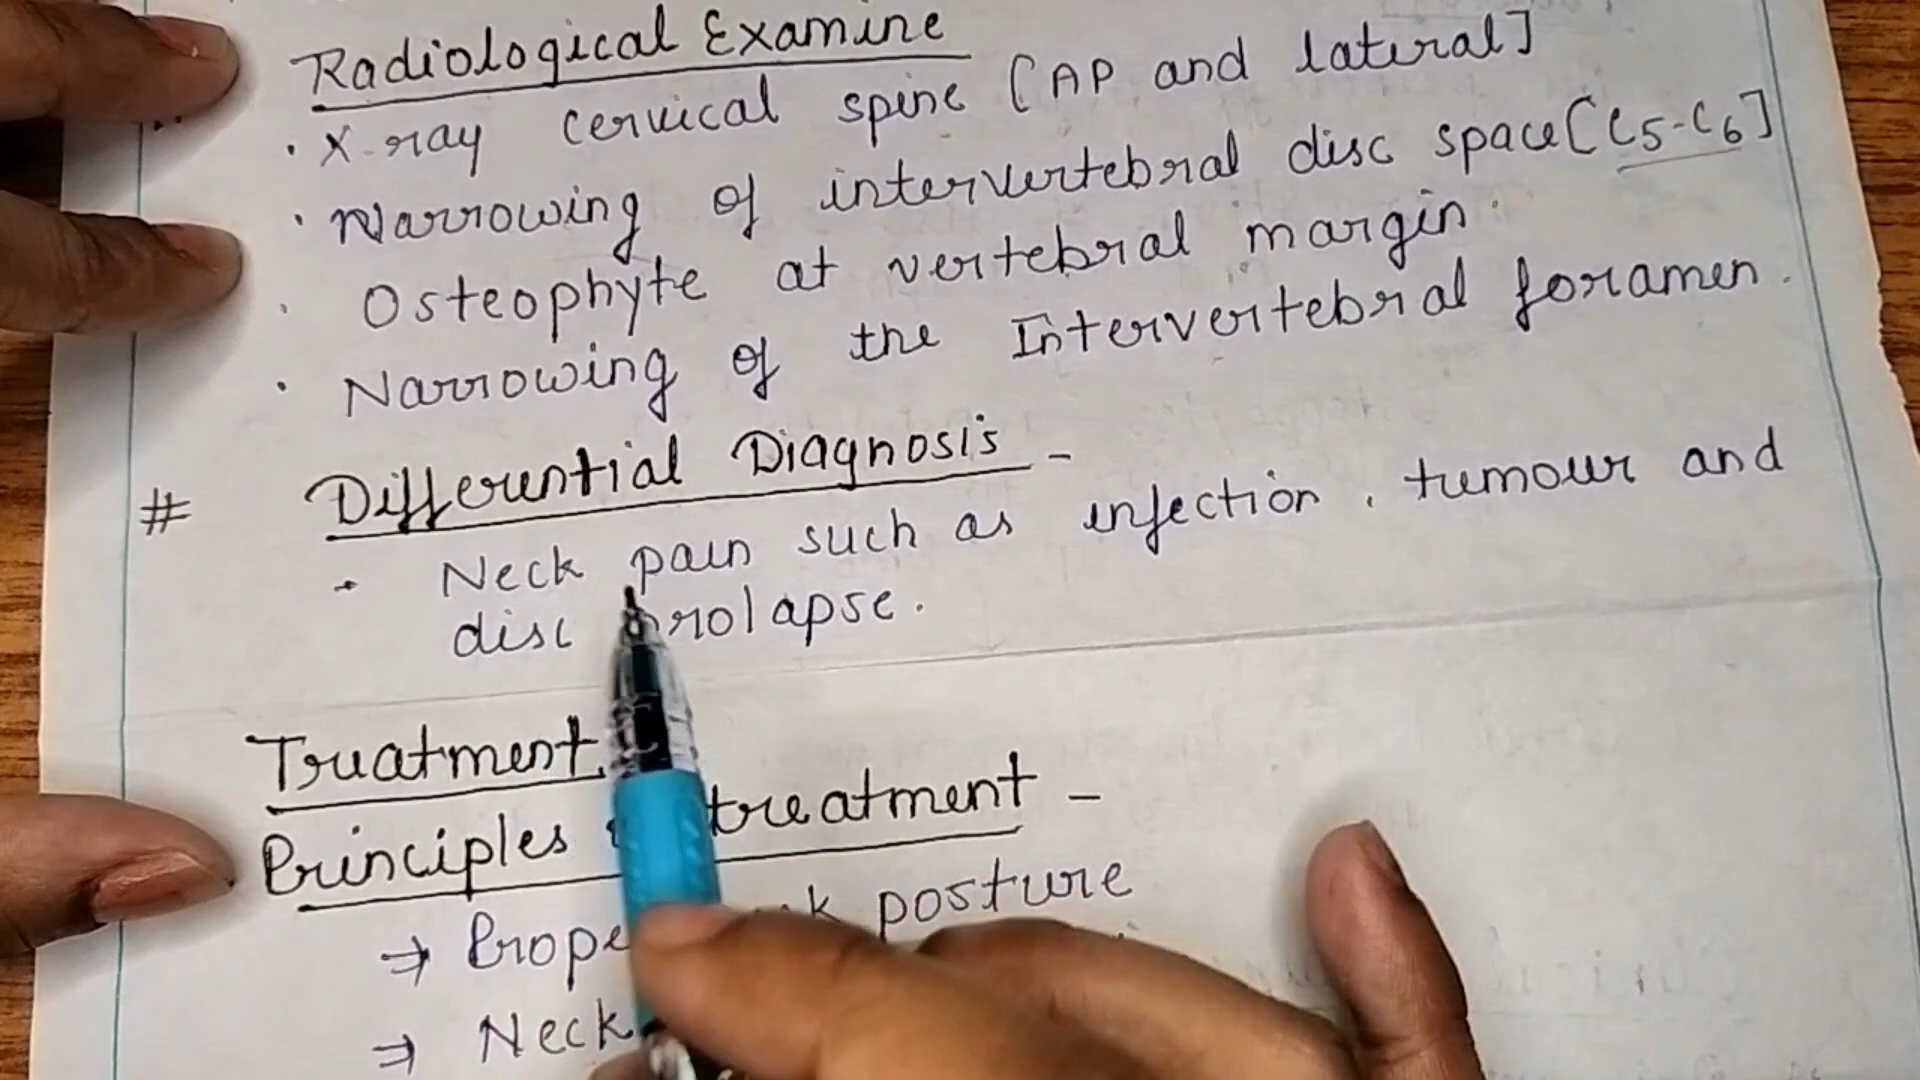 Radiological Examine
· X-ray cervical spine [AP and lateral]
· Narrowing of intervertebral disc space [C5-C6]
· Osteophyte at vertebral margin.
· Narrowing of the Intervertebral foramen.
# Differential Diagnosis -
· Neck pain such as infection, tumour and
disc prolapse.
Treatment
Principles treatment -
⇒ posture
⇒ Neck